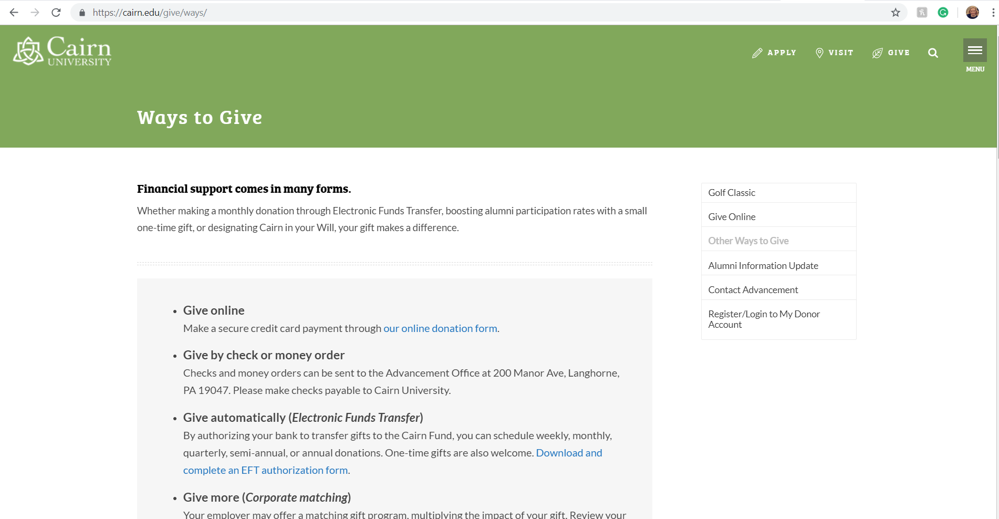 https://cairn.edu/give/ways/
Cairn
UNIVERSITY
APPLY
VISIT
GIVE
MENU
Ways to Give
Financial support comes in many forms.
Whether making a monthly donation through Electronic Funds Transfer, boosting alumni participation rates with a small
one-time gift, or designating Cairn in your Will, your gift makes a difference.
• Give online
Make a secure credit card payment through our online donation form.
• Give by check or money order
Checks and money orders can be sent to the Advancement Office at 200 Manor Ave, Langhorne,
PA 19047. Please make checks payable to Cairn University.
• Give automatically (Electronic Funds Transfer)
By authorizing your bank to transfer gifts to the Cairn Fund, you can schedule weekly, monthly,
quarterly, semi-annual, or annual donations. One-time gifts are also welcome. Download and
complete an EFT authorization form.
• Give more (Corporate matching)
Your employer may offer a matching gift program, multiplying the impact of your gift. Review your
Golf Classic
Give Online
Other Ways to Give
Alumni Information Update
Contact Advancement
Register/Login to My Donor
Account